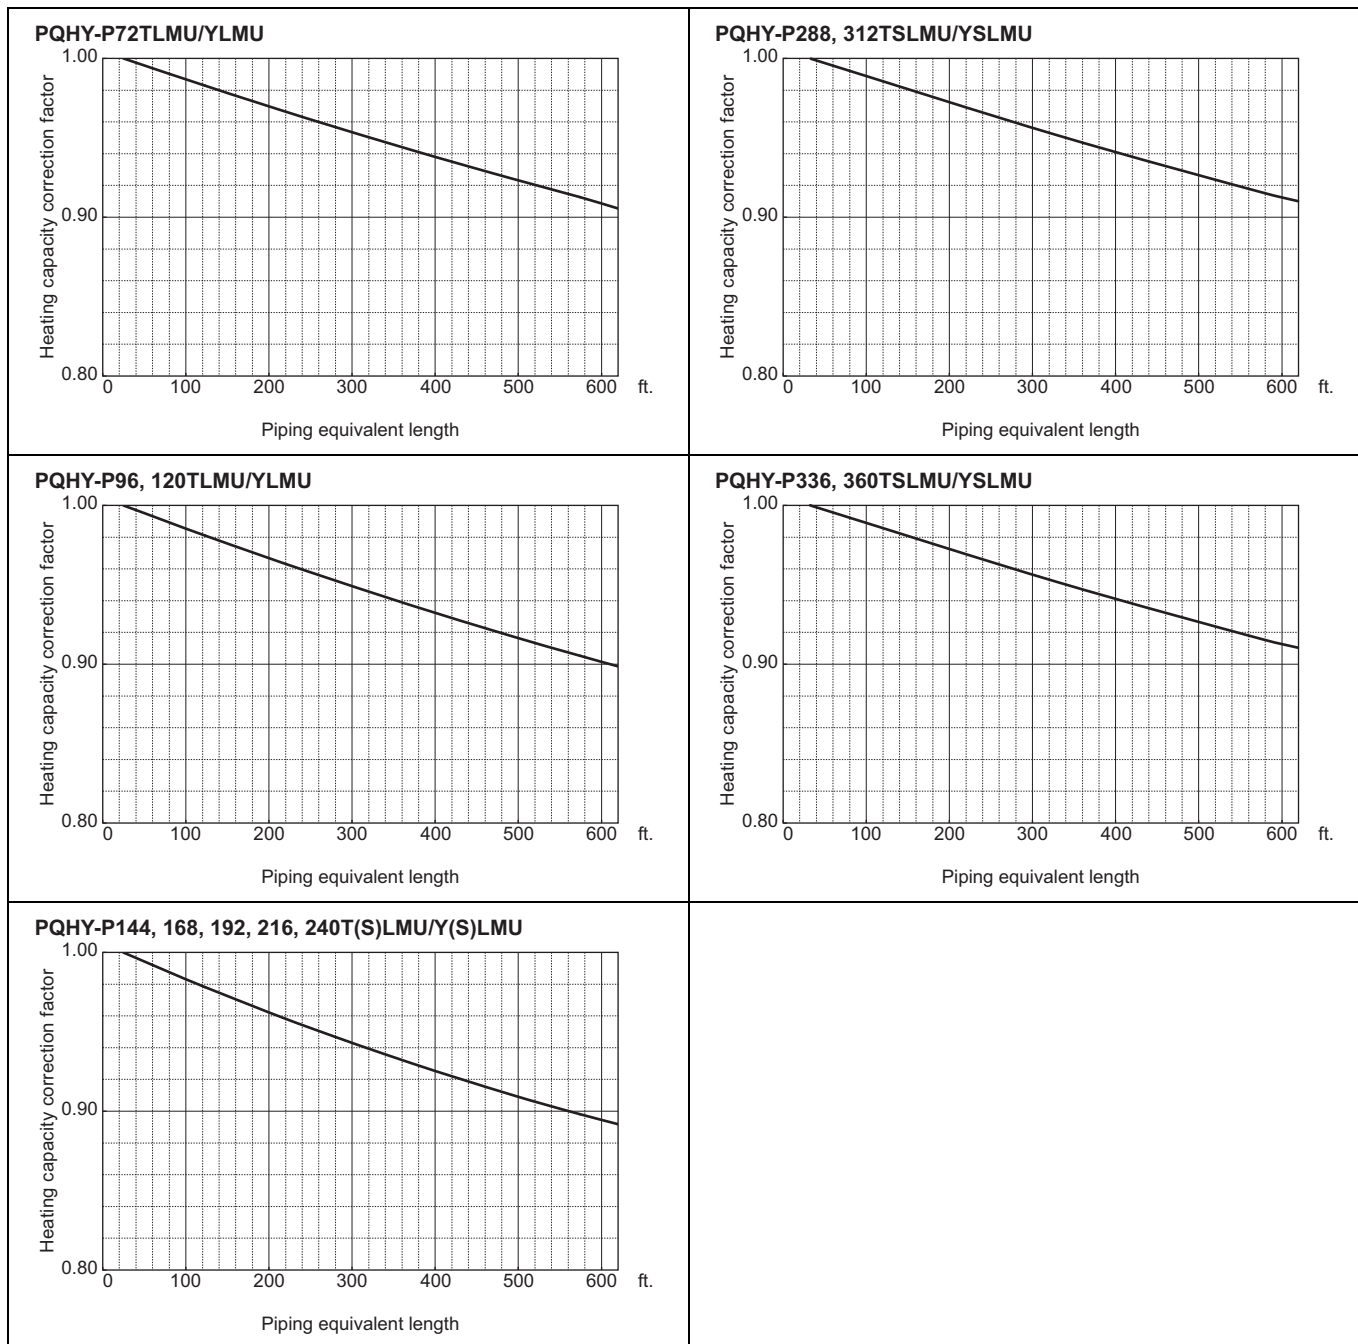 PQHY-P72TLMU/YLMU
Heating capacity correction factor
1.00
0.90
0.80
0 100 200 300 400 500 600 ft.
Piping equivalent length
PQHY-P288, 312TSLMU/YSLMU
Heating capacity correction factor
1.00
0.90
0.80
0 100 200 300 400 500 600 ft.
Piping equivalent length
PQHY-P96, 120TLMU/YLMU
Heating capacity correction factor
1.00
0.90
0.80
0 100 200 300 400 500 600 ft.
Piping equivalent length
PQHY-P336, 360TSLMU/YSLMU
Heating capacity correction factor
1.00
0.90
0.80
0 100 200 300 400 500 600 ft.
Piping equivalent length
PQHY-P144, 168, 192, 216, 240T(S)LMU/Y(S)LMU
Heating capacity correction factor
1.00
0.90
0.80
0 100 200 300 400 500 600 ft.
Piping equivalent length